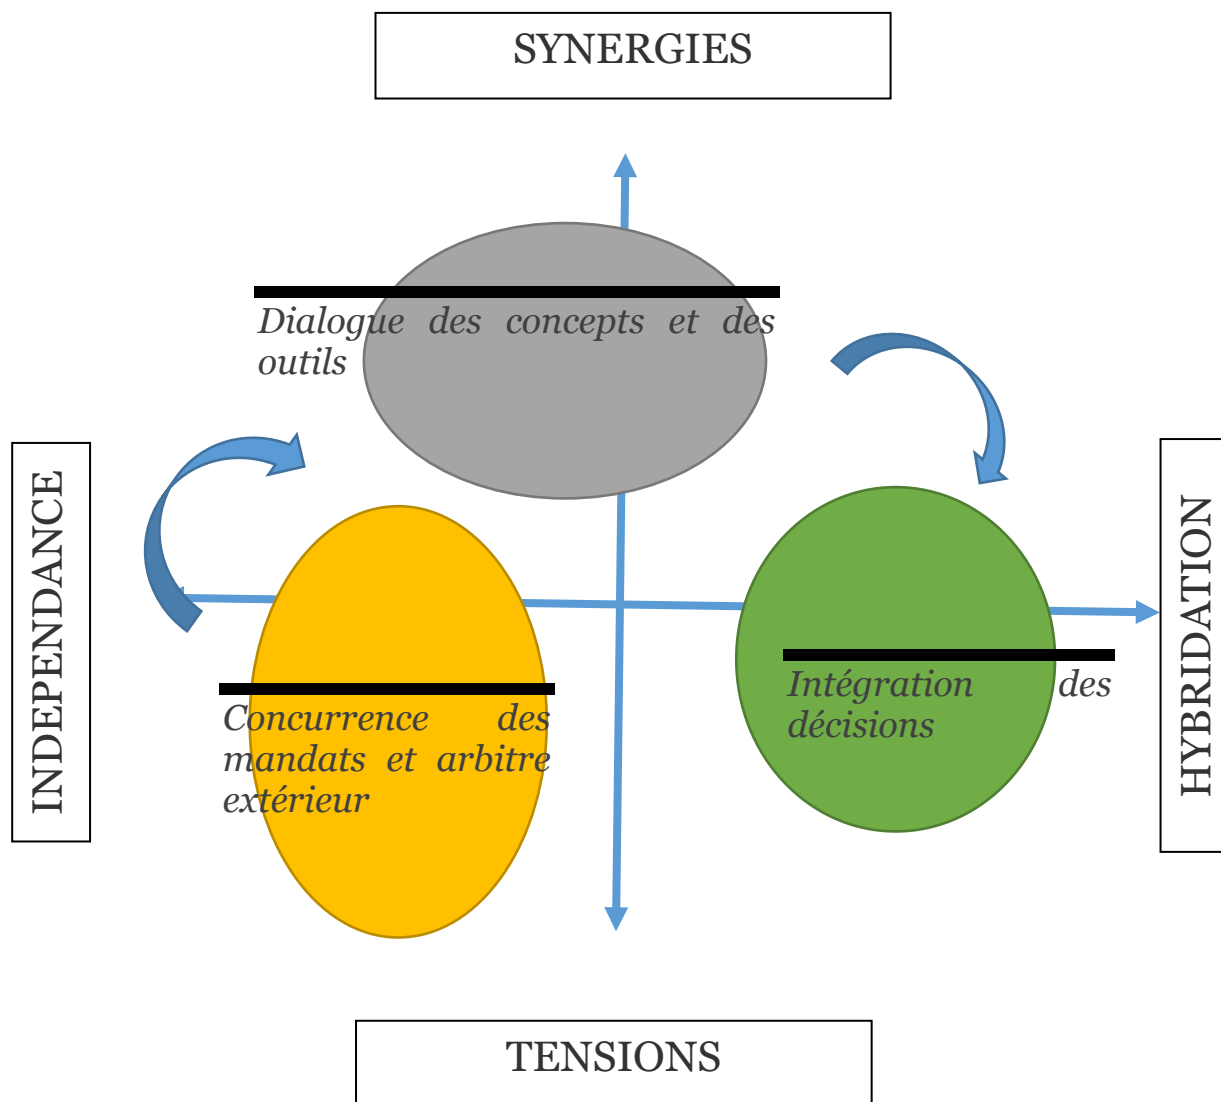 SYNERGIES
Dialogue des concepts et des
outils
INDEPENDANCE
HYBRIDATION
Concurrence des
mandats et arbitre
extérieur
Intégration des
décisions
TENSIONS